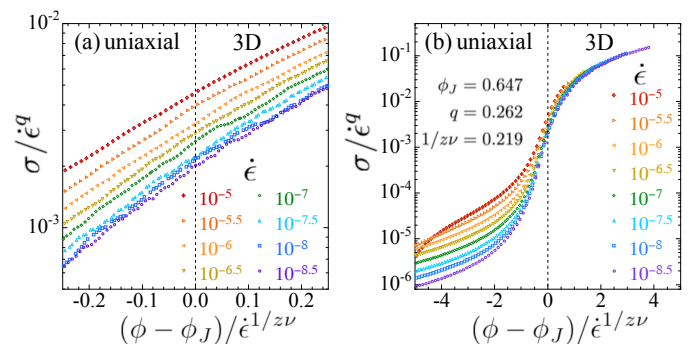 (a) uniaxial 3D
σ/ϵ̇^q
10^-2
10^-3
ϵ̇
10^-5
10^-5.5
10^-6
10^-6.5
10^-7
10^-7.5
10^-8
10^-8.5
-0.2 -0.1 0.0 0.1 0.2
(ϕ − ϕ_J)/ϵ̇^{1/zν}
(b) uniaxial 3D
σ/ϵ̇^q
10^-1
10^-2
10^-3
10^-4
10^-5
10^-6
ϕ_J = 0.647
q = 0.262
1/zν = 0.219
ϵ̇
10^-5
10^-5.5
10^-6
10^-6.5
10^-7
10^-7.5
10^-8
10^-8.5
-4 -2 0 2 4
(ϕ − ϕ_J)/ϵ̇^{1/zν}